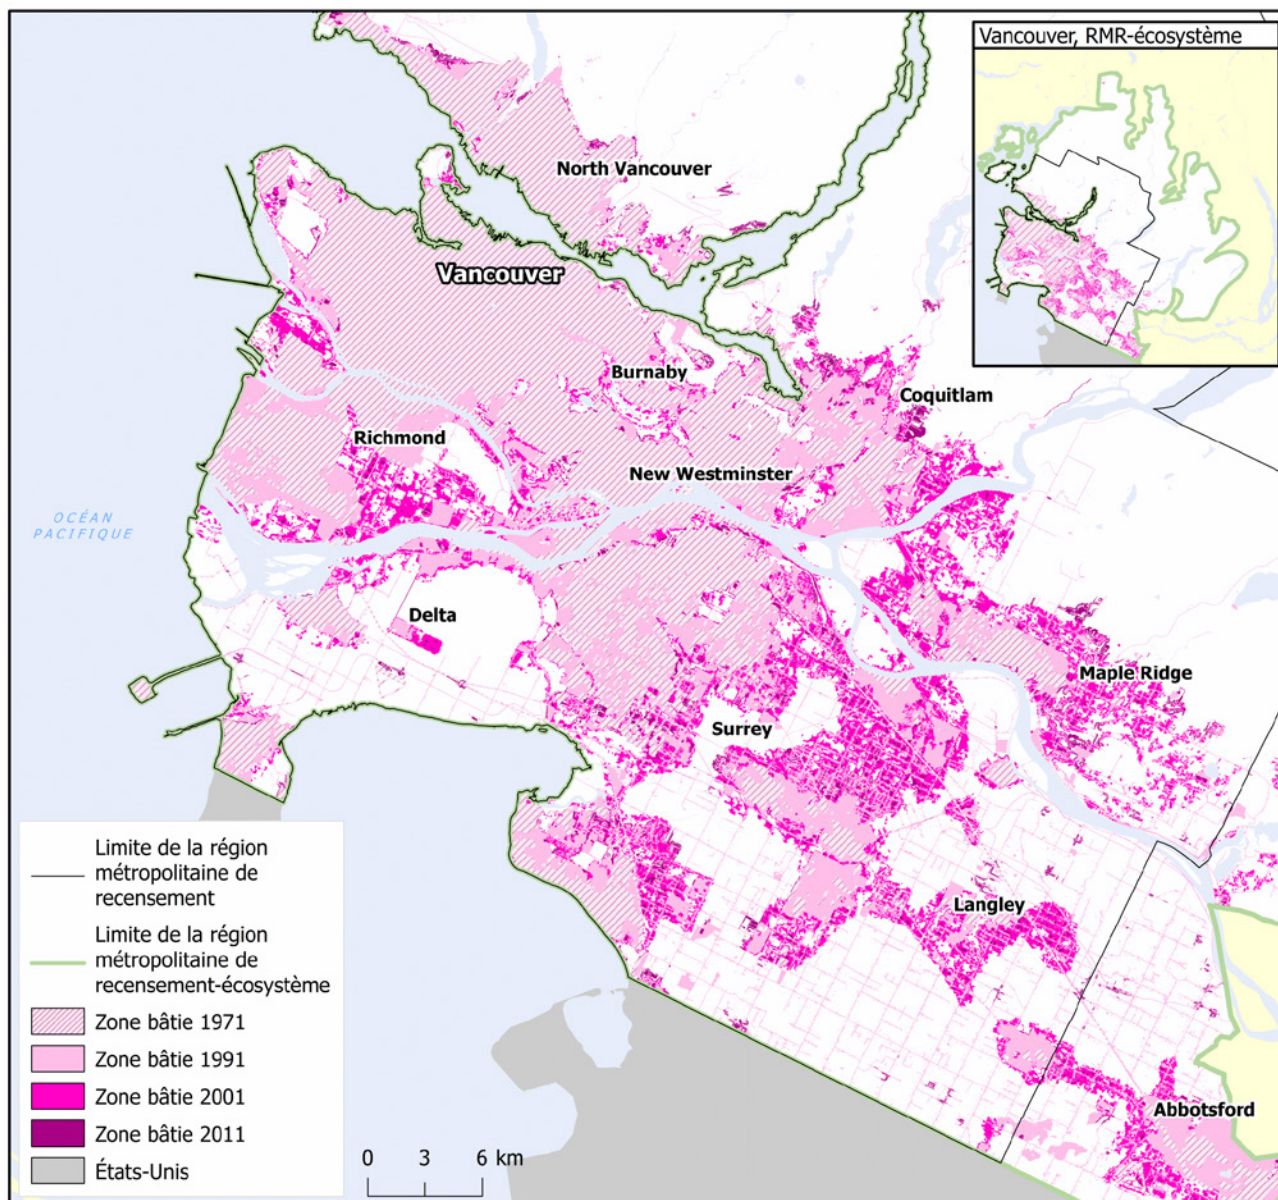 Vancouver, RMR-écosystème
North Vancouver
Vancouver
Burnaby
Coquitlam
Richmond
New Westminster
OCÉAN
PACIFIQUE
Delta
Maple Ridge
Surrey
Langley
Abbotsford
Limite de la région
métropolitaine de
recensement
Limite de la région
métropolitaine de
recensement-écosystème
Zone bâtie 1971
Zone bâtie 1991
Zone bâtie 2001
Zone bâtie 2011
États-Unis
0 3 6 km